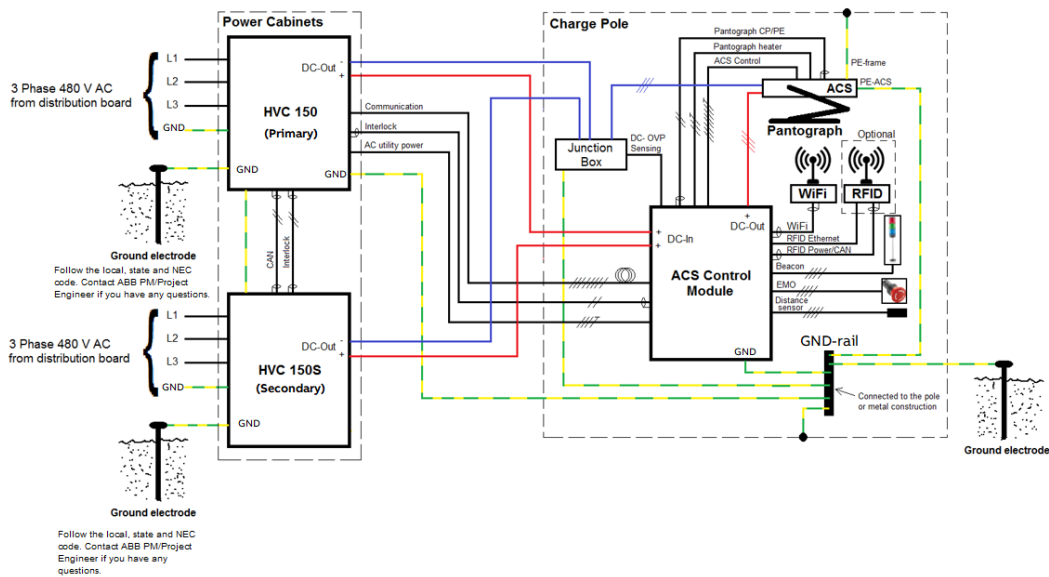 Power Cabinets
3 Phase 480 V AC
from distribution board
L1
L2
L3
GND
HVC 150
(Primary)
DC-Out
-
+
GND
GND
Communication
Interlock
AC utility power
Ground electrode
Follow the local, state and NEC
code. Contact ABB PM/Project
Engineer if you have any questions.
CAN
Interlock
3 Phase 480 V AC
from distribution board
L1
L2
L3
GND
HVC 150S
(Secondary)
DC-Out
-
+
GND
Ground electrode
Follow the local, state and NEC
code. Contact ABB PM/Project
Engineer if you have any
questions.
Charge Pole
Pantograph CP/PE
Pantograph heater
ACS Control
PE-frame
PE-ACS
ACS
Pantograph
Optional
Junction
Box
DC- OVP
Sensing
WiFi
RFID
+
DC-In
+
+
DC-Out
ACS Control
Module
GND
WiFi
RFID Ethernet
RFID Power/CAN
Beacon
EMO
Distance
sensor
GND-rail
Connected to the pole
or metal construction
Ground electrode